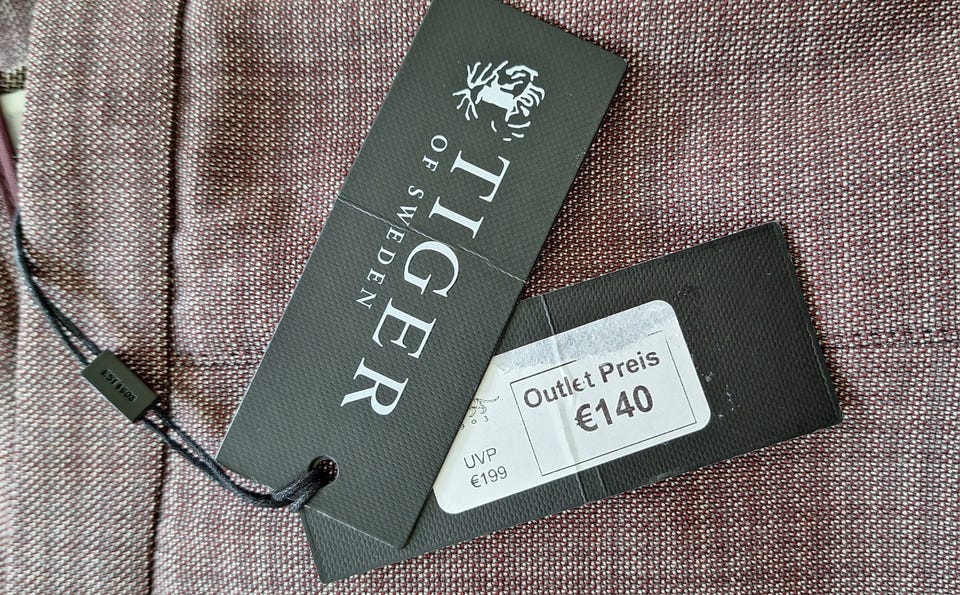 TIGER
OF SWEDEN
Outlet Preis
€140
UVP
€199